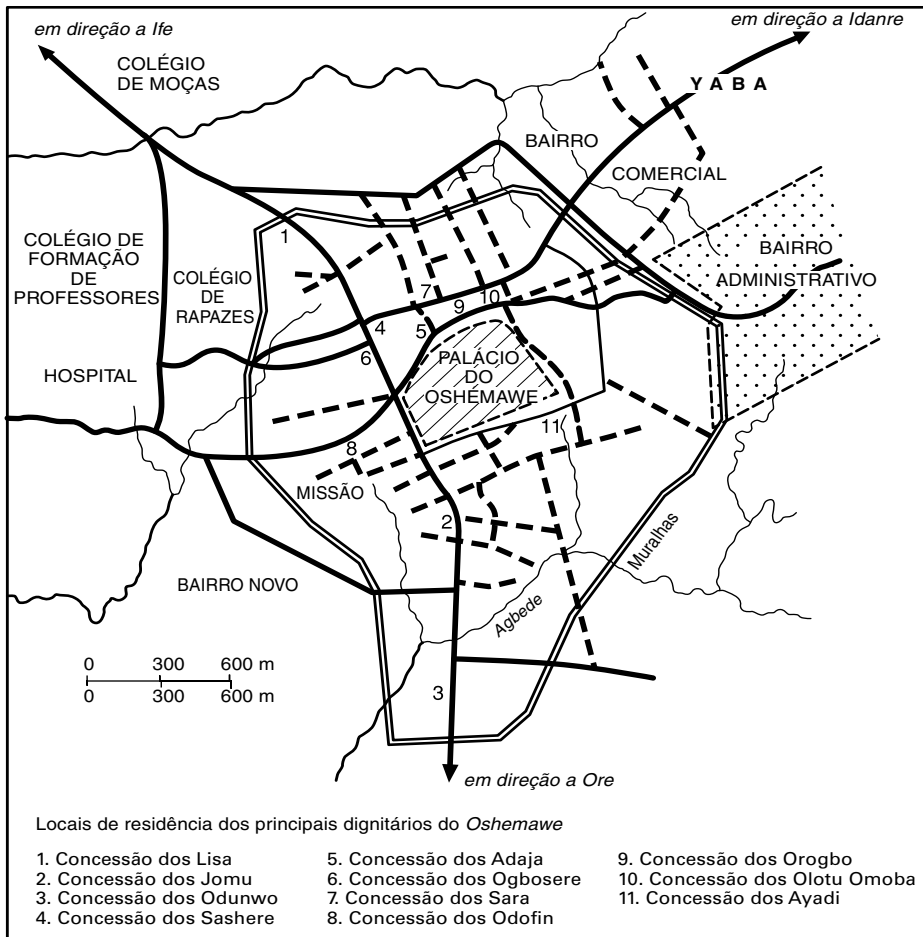 em direção a Ife
em direção a Idanre
COLÉGIO
DE MOÇAS
YABA
BAIRRO
COMERCIAL
1
COLÉGIO DE
FORMAÇÃO
DE
PROFESSORES
COLÉGIO
DE
RAPAZES
BAIRRO
ADMINISTRATIVO
7
10
9
4
5
6
PALÁCIO
DO
OSHEMAWE
HOSPITAL
11
8
MISSÃO
2
Muralhas
BAIRRO NOVO
Agbede
0 300 600 m
0 300 600 m
3
em direção a Ore
Locais de residência dos principais dignitários do Oshemawe
1. Concessão dos Lisa
2. Concessão dos Jomu
3. Concessão dos Odunwo
4. Concessão dos Sashere
5. Concessão dos Adaja
6. Concessão dos Ogbosere
7. Concessão dos Sara
8. Concessão dos Odofin
9. Concessão dos Orogbo
10. Concessão dos Olotu Omoba
11. Concessão dos Ayadi